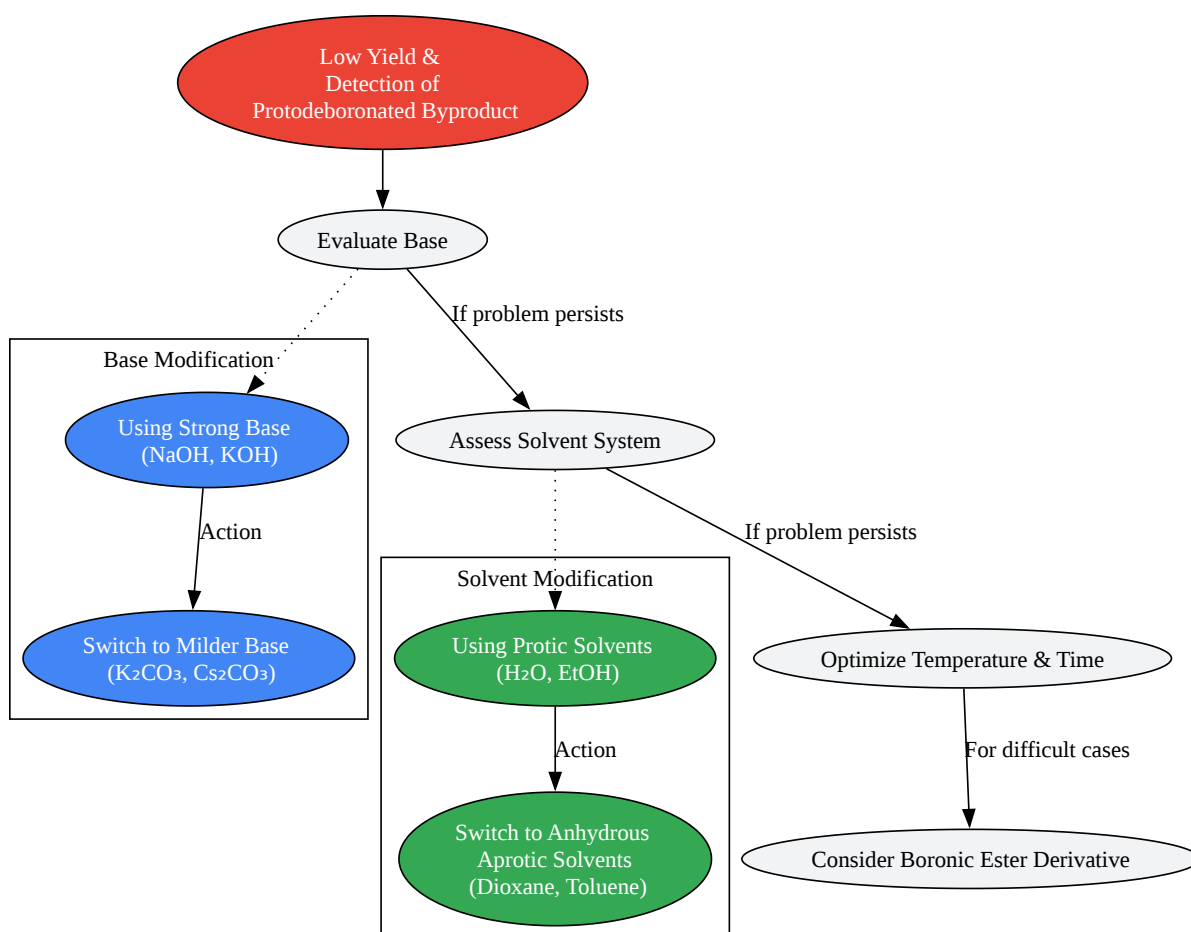 Low Yield &
Detection of
Protodeboronated Byproduct
Evaluate Base
If problem persists
Base Modification
Using Strong Base
(NaOH, KOH)
Assess Solvent System
Action
If problem persists
Solvent Modification
Switch to Milder Base
(K₂CO₃, Cs₂CO₃)
Using Protic Solvents
(H₂O, EtOH)
Optimize Temperature & Time
Action
For difficult cases
Switch to Anhydrous
Aprotic Solvents
(Dioxane, Toluene)
Consider Boronic Ester Derivative